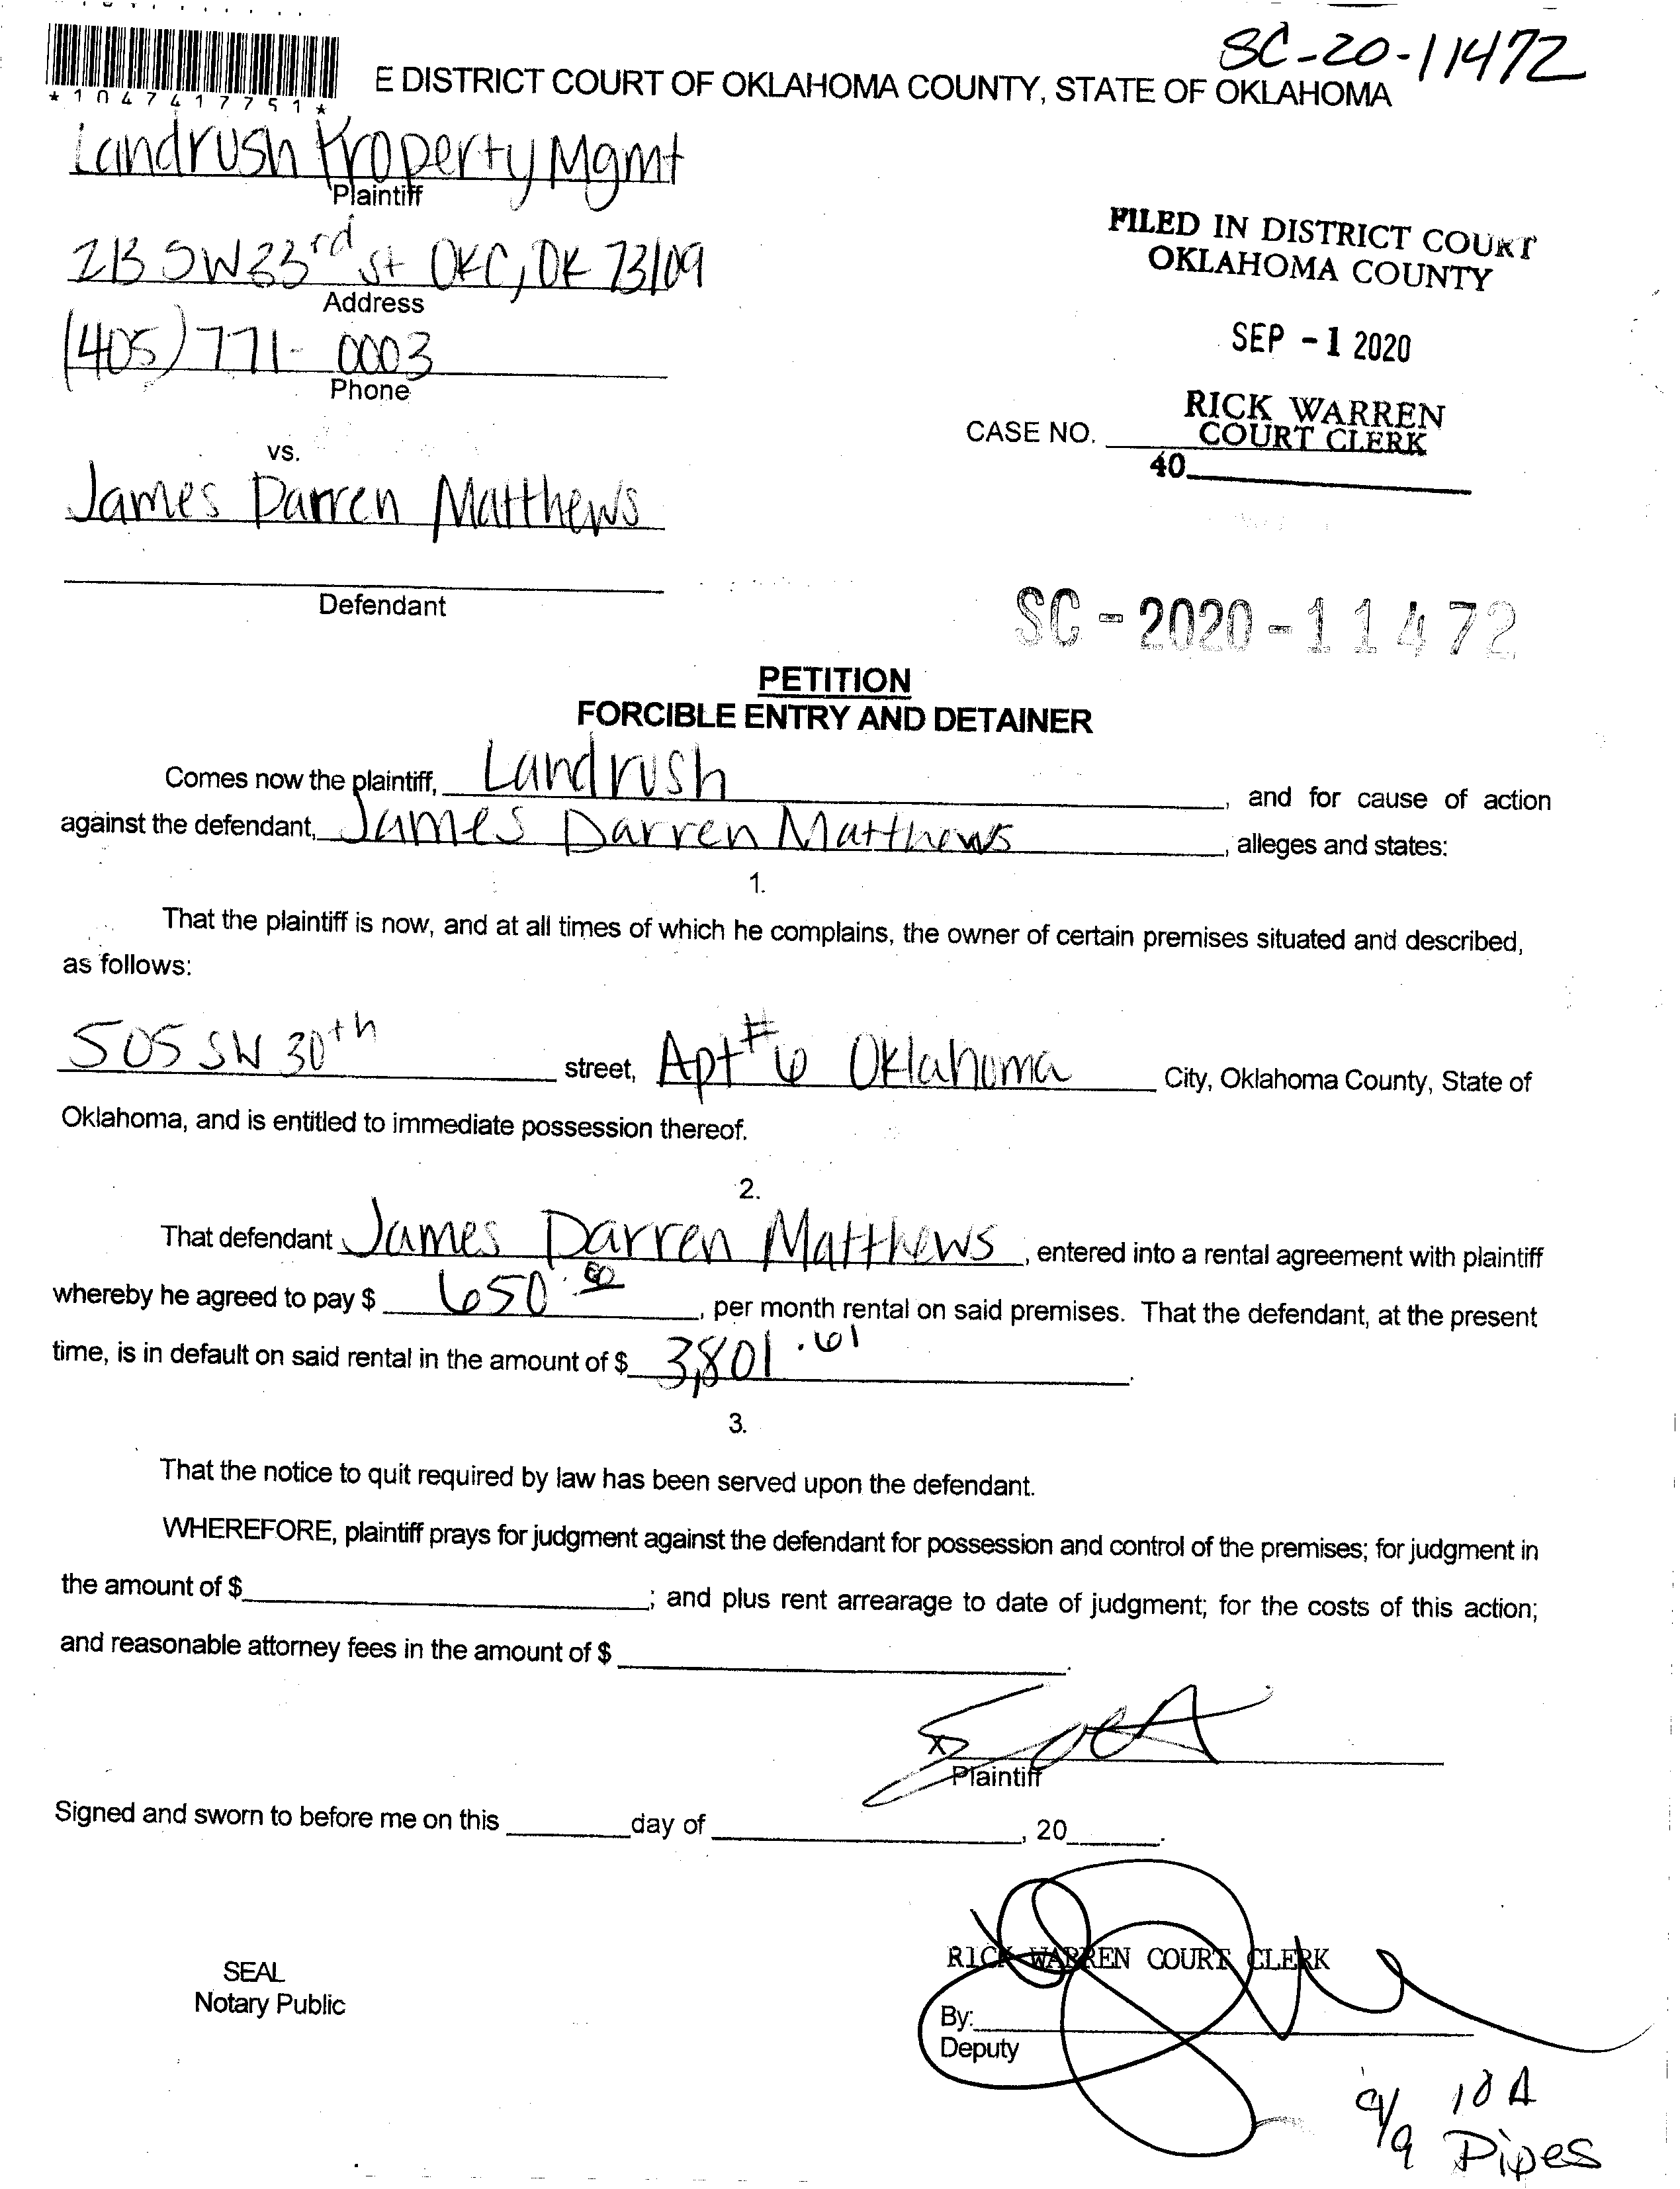 SC-20-11472
*1047417751*
E DISTRICT COURT OF OKLAHOMA COUNTY, STATE OF OKLAHOMA
Landrush Property Mgmt
Plaintiff
213 SW 33rd St OKC, OK 73109
Address
(405) 771-0003
Phone
FILED IN DISTRICT COURT
OKLAHOMA COUNTY
SEP -1 2020
RICK WARREN
COURT CLERK
CASE NO.
40
vs.
James Darren Matthews
Defendant
SC-2020-11472
PETITION
FORCIBLE ENTRY AND DETAINER
Comes now the plaintiff, Landrush, and for cause of action
against the defendant, James Darren Matthews, alleges and states:
1.
That the plaintiff is now, and at all times of which he complains, the owner of certain premises situated and described,
as follows:
505 SW 30th street, Apt #6 Oklahoma City, Oklahoma County, State of
Oklahoma, and is entitled to immediate possession thereof.
2.
That defendant James Darren Matthews, entered into a rental agreement with plaintiff
whereby he agreed to pay $ 650.00, per month rental on said premises. That the defendant, at the present
time, is in default on said rental in the amount of $ 3,801.61.
3.
That the notice to quit required by law has been served upon the defendant.
WHEREFORE, plaintiff prays for judgment against the defendant for possession and control of the premises; for judgment in
the amount of $ ; and plus rent arrearage to date of judgment; for the costs of this action;
and reasonable attorney fees in the amount of $ .
X
Plaintiff
Signed and sworn to before me on this day of , 20 .
RICK WARREN COURT CLERK
SEAL
Notary Public
By:
Deputy
9/9 10 A
Pipes